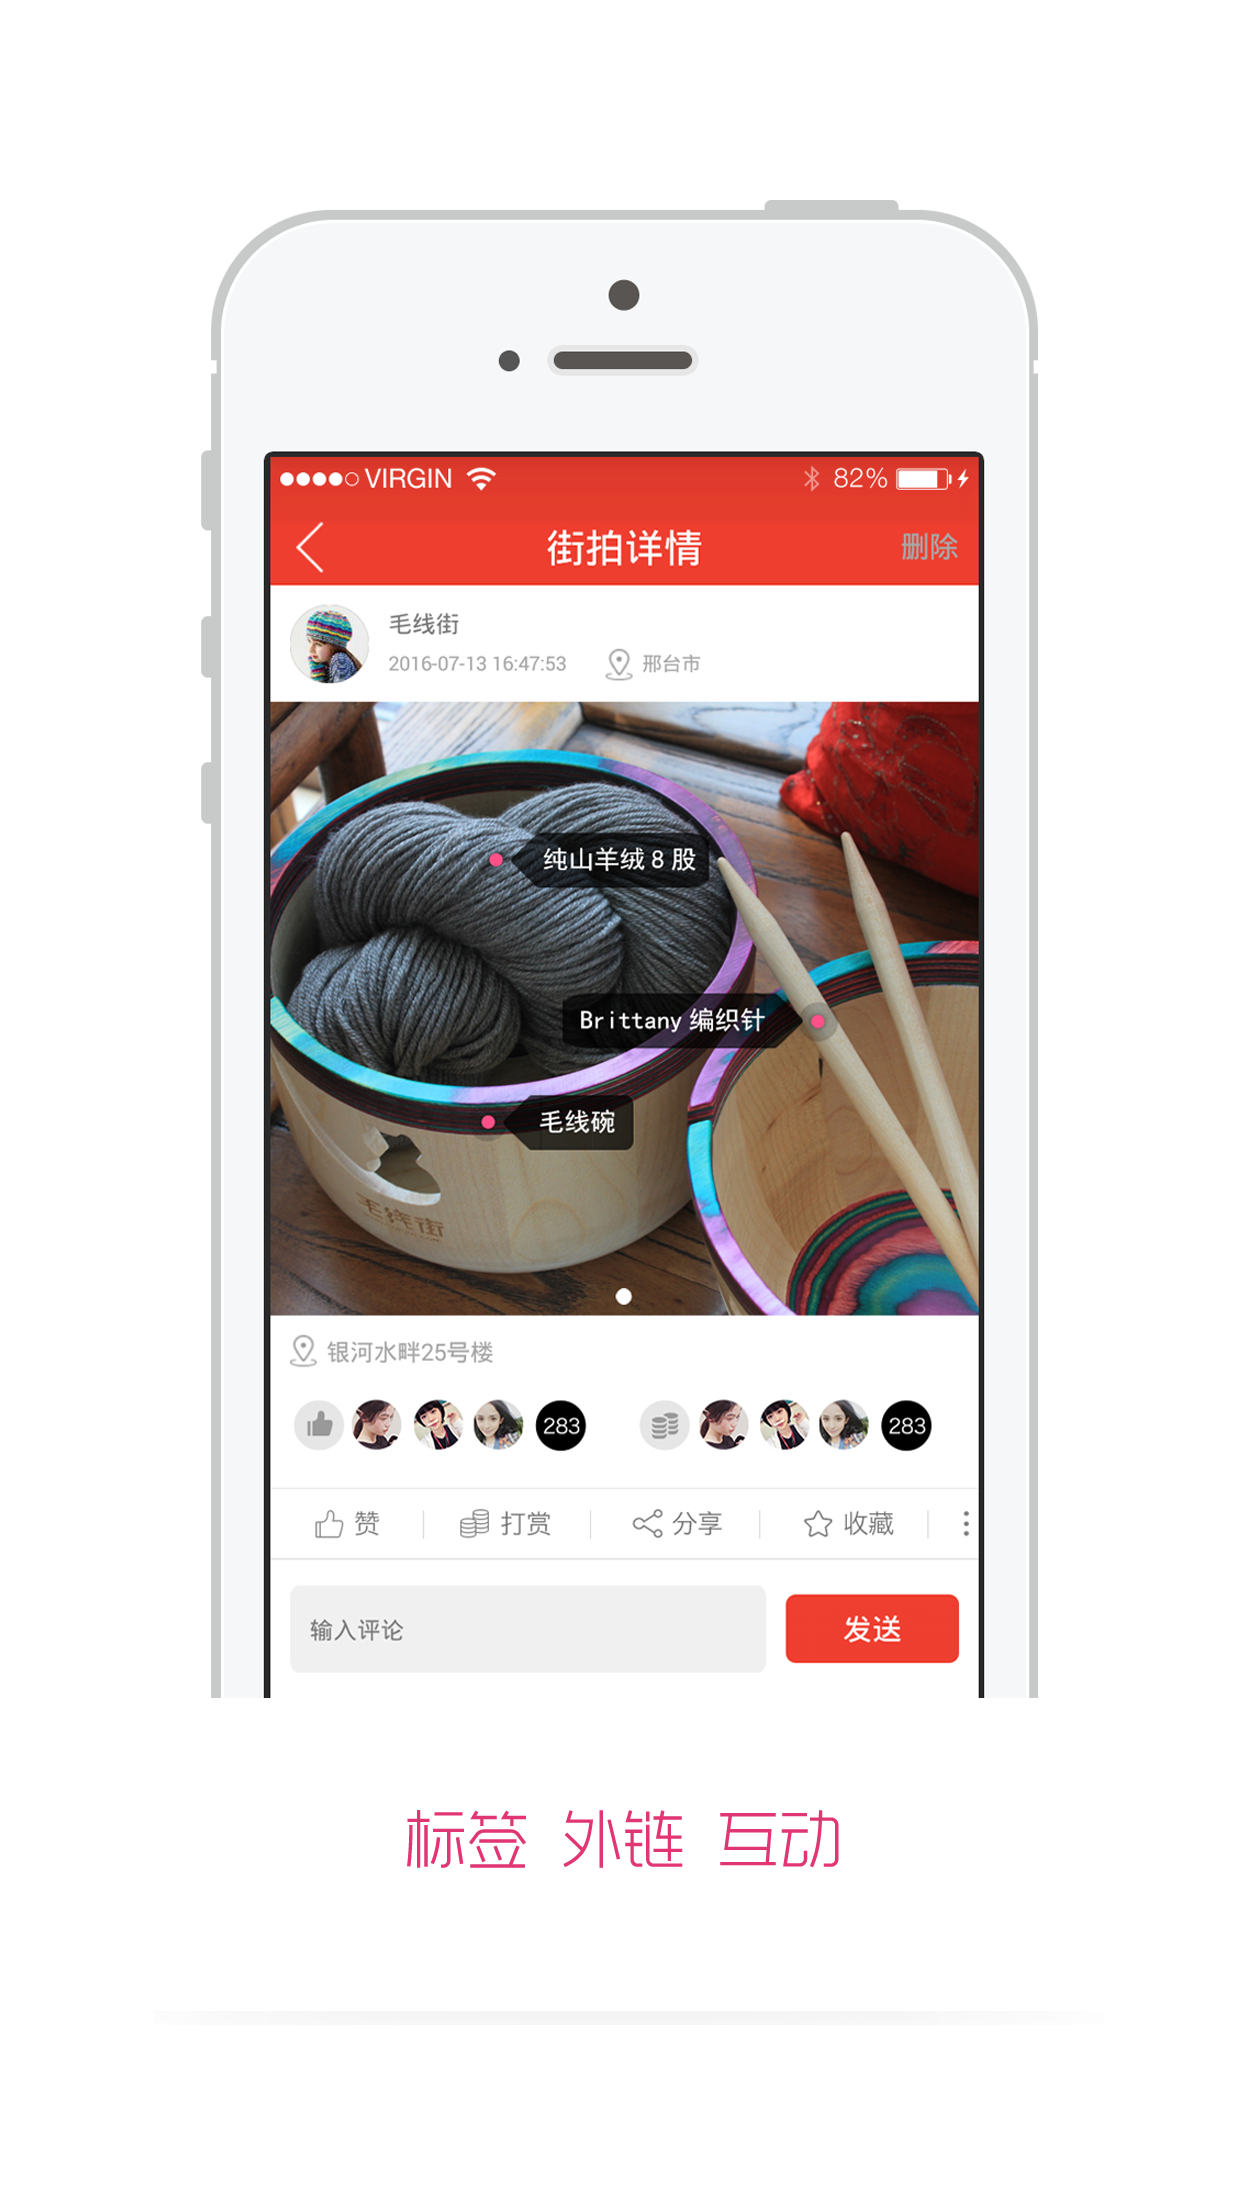 VIRGIN 82%
街拍详情 删除
毛线街
2016-07-13 16:47:53 邢台市
纯山羊绒 8 股
Brittany 编织针
毛线碗
毛线街
银河水畔25号楼
283 283
赞 打赏 分享 收藏
输入评论 发送
标签 外链 互动